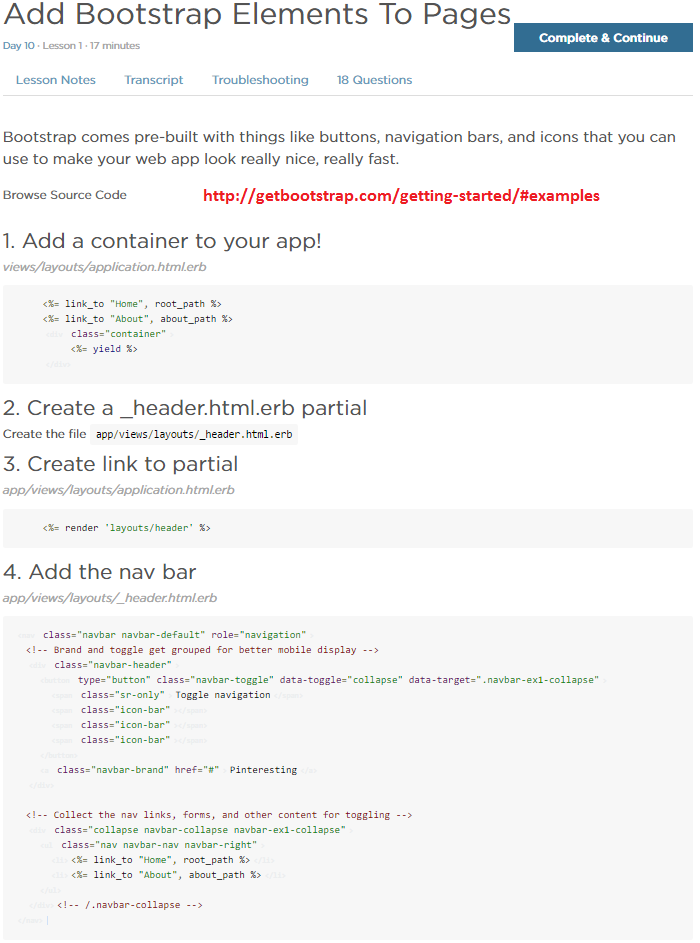 Add Bootstrap Elements To Pages
Complete & Continue
Day 10 · Lesson 1 · 17 minutes
Lesson Notes Transcript Troubleshooting 18 Questions
Bootstrap comes pre-built with things like buttons, navigation bars, and icons that you can
use to make your web app look really nice, really fast.
Browse Source Code http://getbootstrap.com/getting-started/#examples
1. Add a container to your app!
views/layouts/application.html.erb
<%= link_to "Home", root_path %>
<%= link_to "About", about_path %>
<div class="container">
<%= yield %>
</div>
2. Create a _header.html.erb partial
Create the file app/views/layouts/_header.html.erb
3. Create link to partial
app/views/layouts/application.html.erb
<%= render 'layouts/header' %>
4. Add the nav bar
app/views/layouts/_header.html.erb
<nav class="navbar navbar-default" role="navigation">
<!-- Brand and toggle get grouped for better mobile display -->
<div class="navbar-header">
<button type="button" class="navbar-toggle" data-toggle="collapse" data-target=".navbar-ex1-collapse">
<span class="sr-only">Toggle navigation</span>
<span class="icon-bar"></span>
<span class="icon-bar"></span>
<span class="icon-bar"></span>
</button>
<a class="navbar-brand" href="#">Pinteresting</a>
</div>
<!-- Collect the nav links, forms, and other content for toggling -->
<div class="collapse navbar-collapse navbar-ex1-collapse">
<ul class="nav navbar-nav navbar-right">
<li><%= link_to "Home", root_path %></li>
<li><%= link_to "About", about_path %></li>
</ul>
</div><!-- /.navbar-collapse -->
</nav>